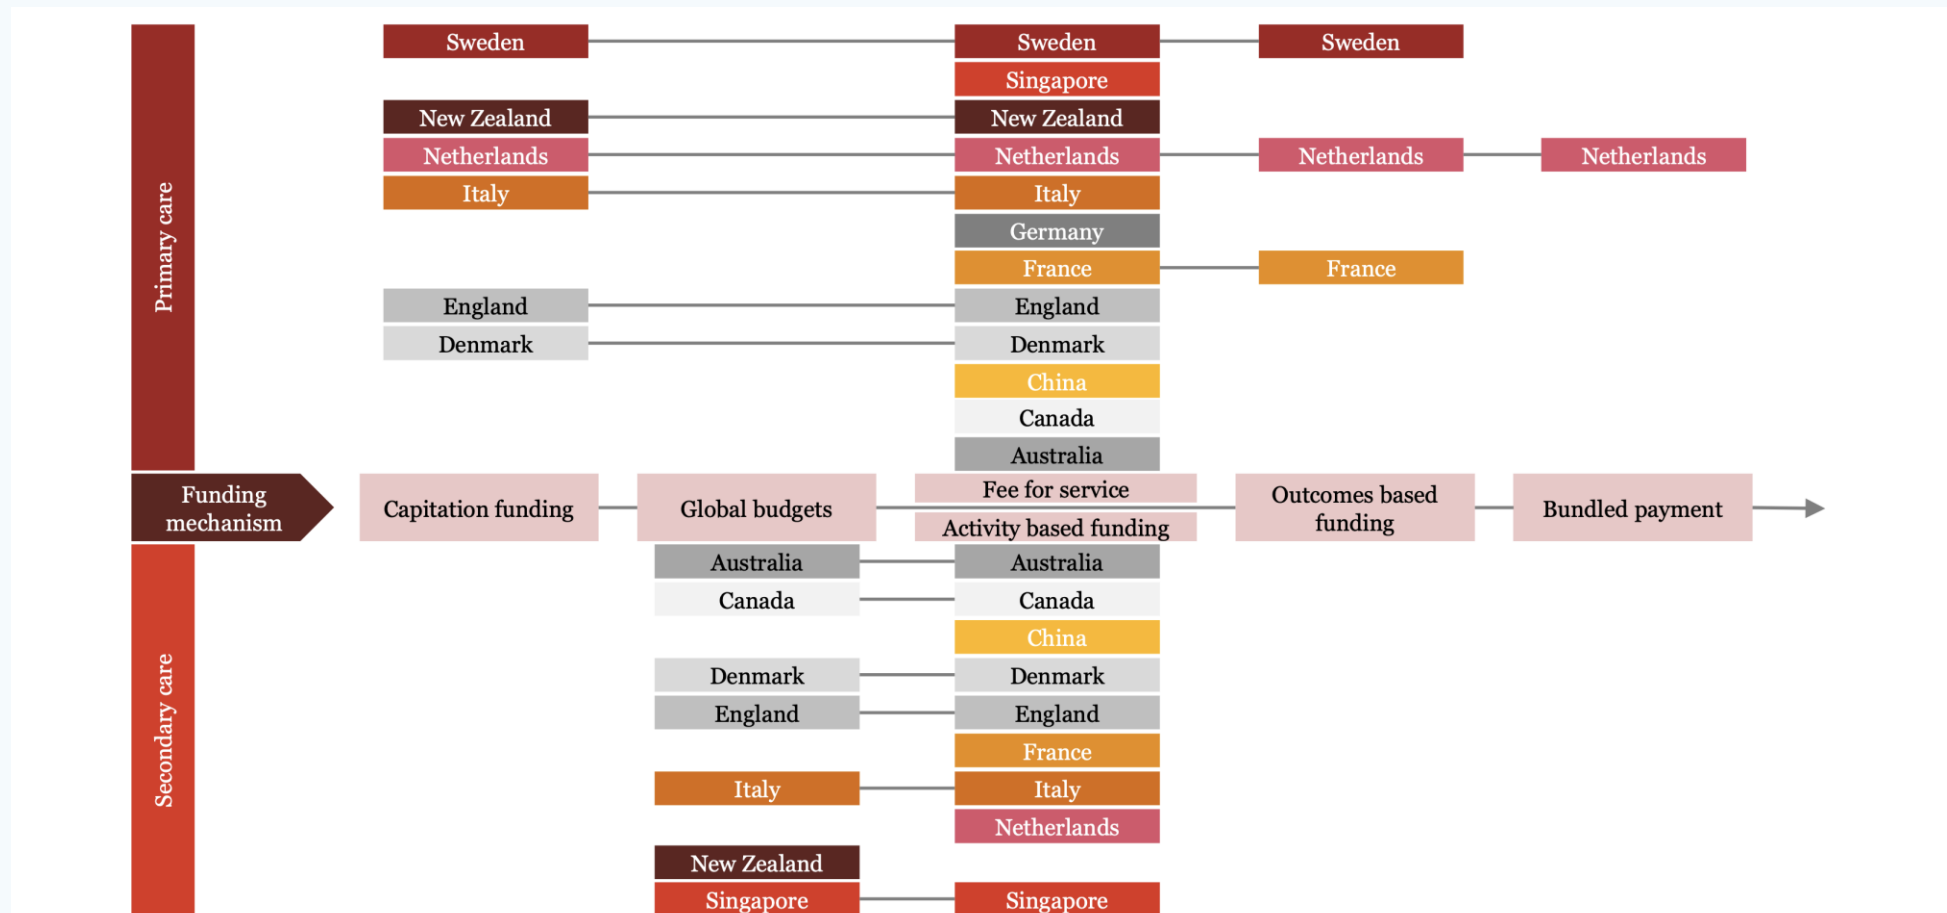 Sweden Sweden Sweden
Singapore
New Zealand New Zealand
Netherlands Netherlands Netherlands Netherlands
Italy Italy
Germany
France France
England England
Denmark Denmark
China
Canada
Australia
Primary care
Funding
mechanism
Capitation funding
Global budgets
Fee for service
Activity based funding
Outcomes based
funding
Bundled payment
Australia Australia
Canada Canada
China
Denmark Denmark
England England
France
Italy Italy
Netherlands
New Zealand
Singapore Singapore
Secondary care